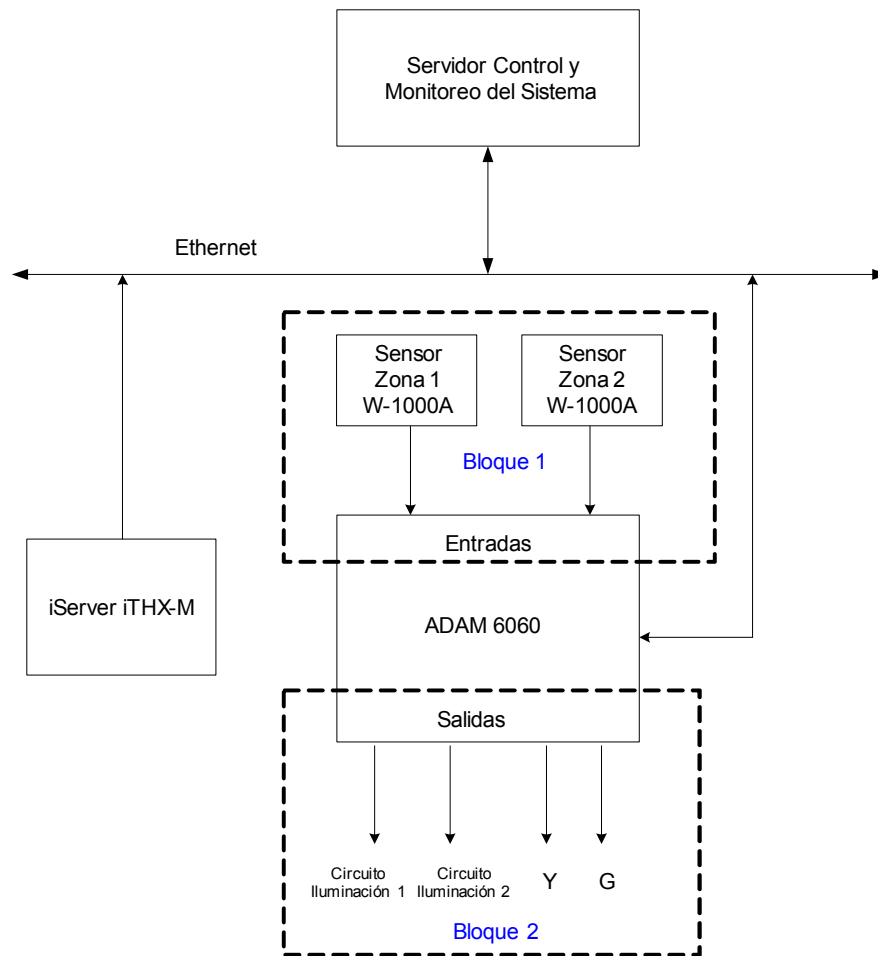 Servidor Control y
Monitoreo del Sistema
Ethernet
Sensor
Zona 1
W-1000A
Sensor
Zona 2
W-1000A
Bloque 1
Entradas
iServer iTHX-M
ADAM 6060
Salidas
Circuito
Iluminación 1
Circuito
Iluminación 2
Y
G
Bloque 2